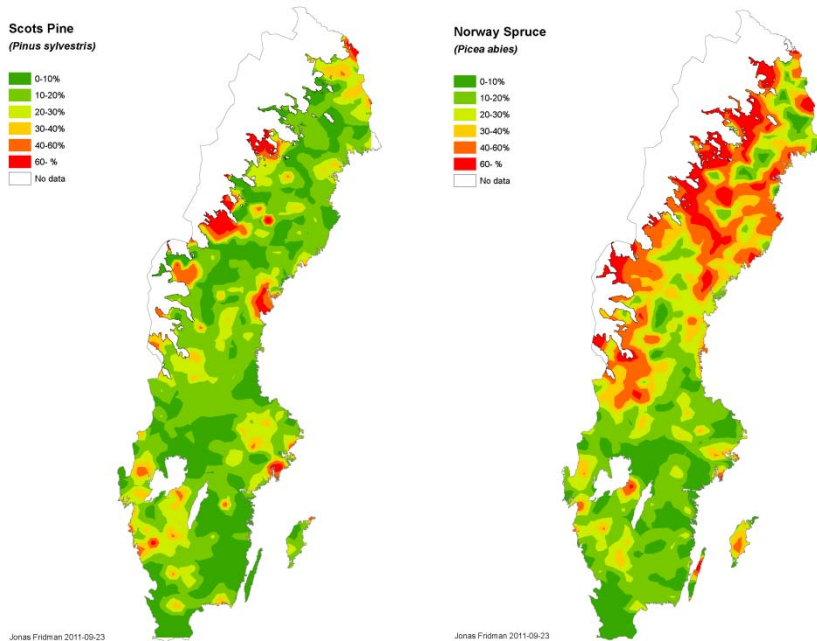 Scots Pine
(Pinus sylvestris)
0-10%
10-20%
20-30%
30-40%
40-60%
60- %
No data
Jonas Fridman 2011-09-23
Norway Spruce
(Picea abies)
0-10%
10-20%
20-30%
30-40%
40-60%
60- %
No data
Jonas Fridman 2011-09-23